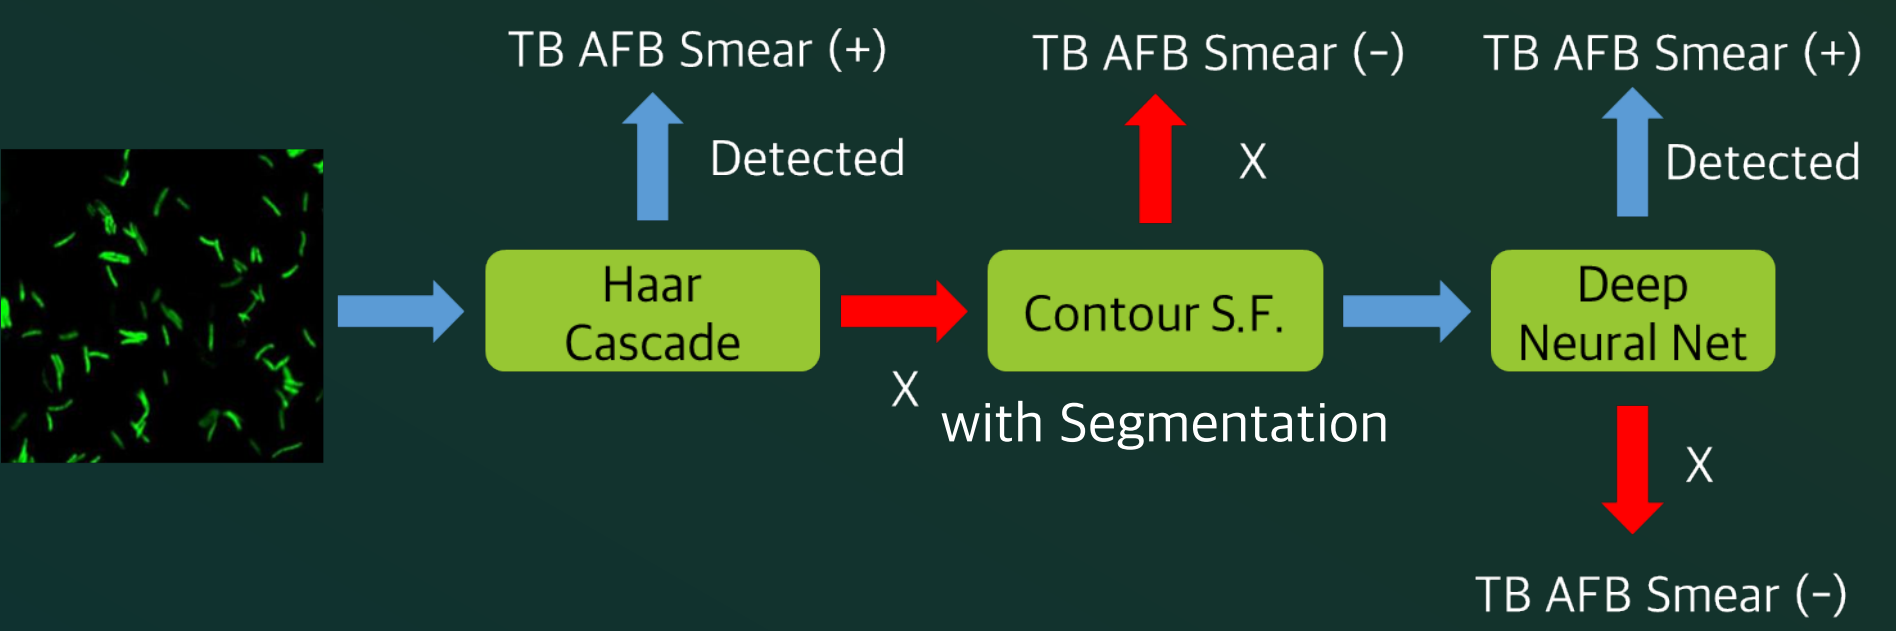 TB AFB Smear (+)
TB AFB Smear (-)
TB AFB Smear (+)
Detected
X
Detected
Haar
Cascade
Contour S.F.
Deep
Neural Net
X
with Segmentation
X
TB AFB Smear (-)